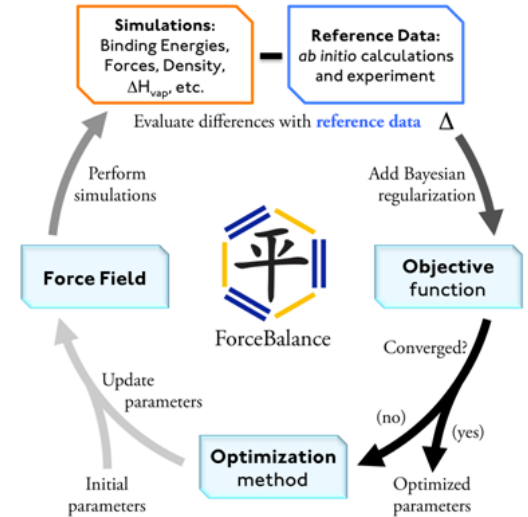 Simulations:
Binding Energies,
Forces, Density,
ΔHvap, etc.
Reference Data:
ab initio calculations
and experiment
Evaluate differences with reference data Δ
Perform
simulations
Add Bayesian
regularization
Force Field
平
ForceBalance
Objective
function
Converged?
(no)
(yes)
Update
parameters
Optimization
method
Initial
parameters
Optimized
parameters